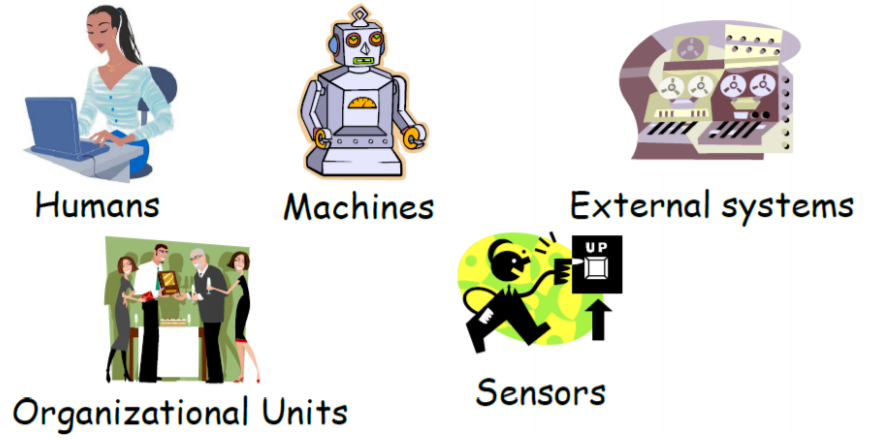 Humans
Machines
External systems
UP
Organizational Units
Sensors